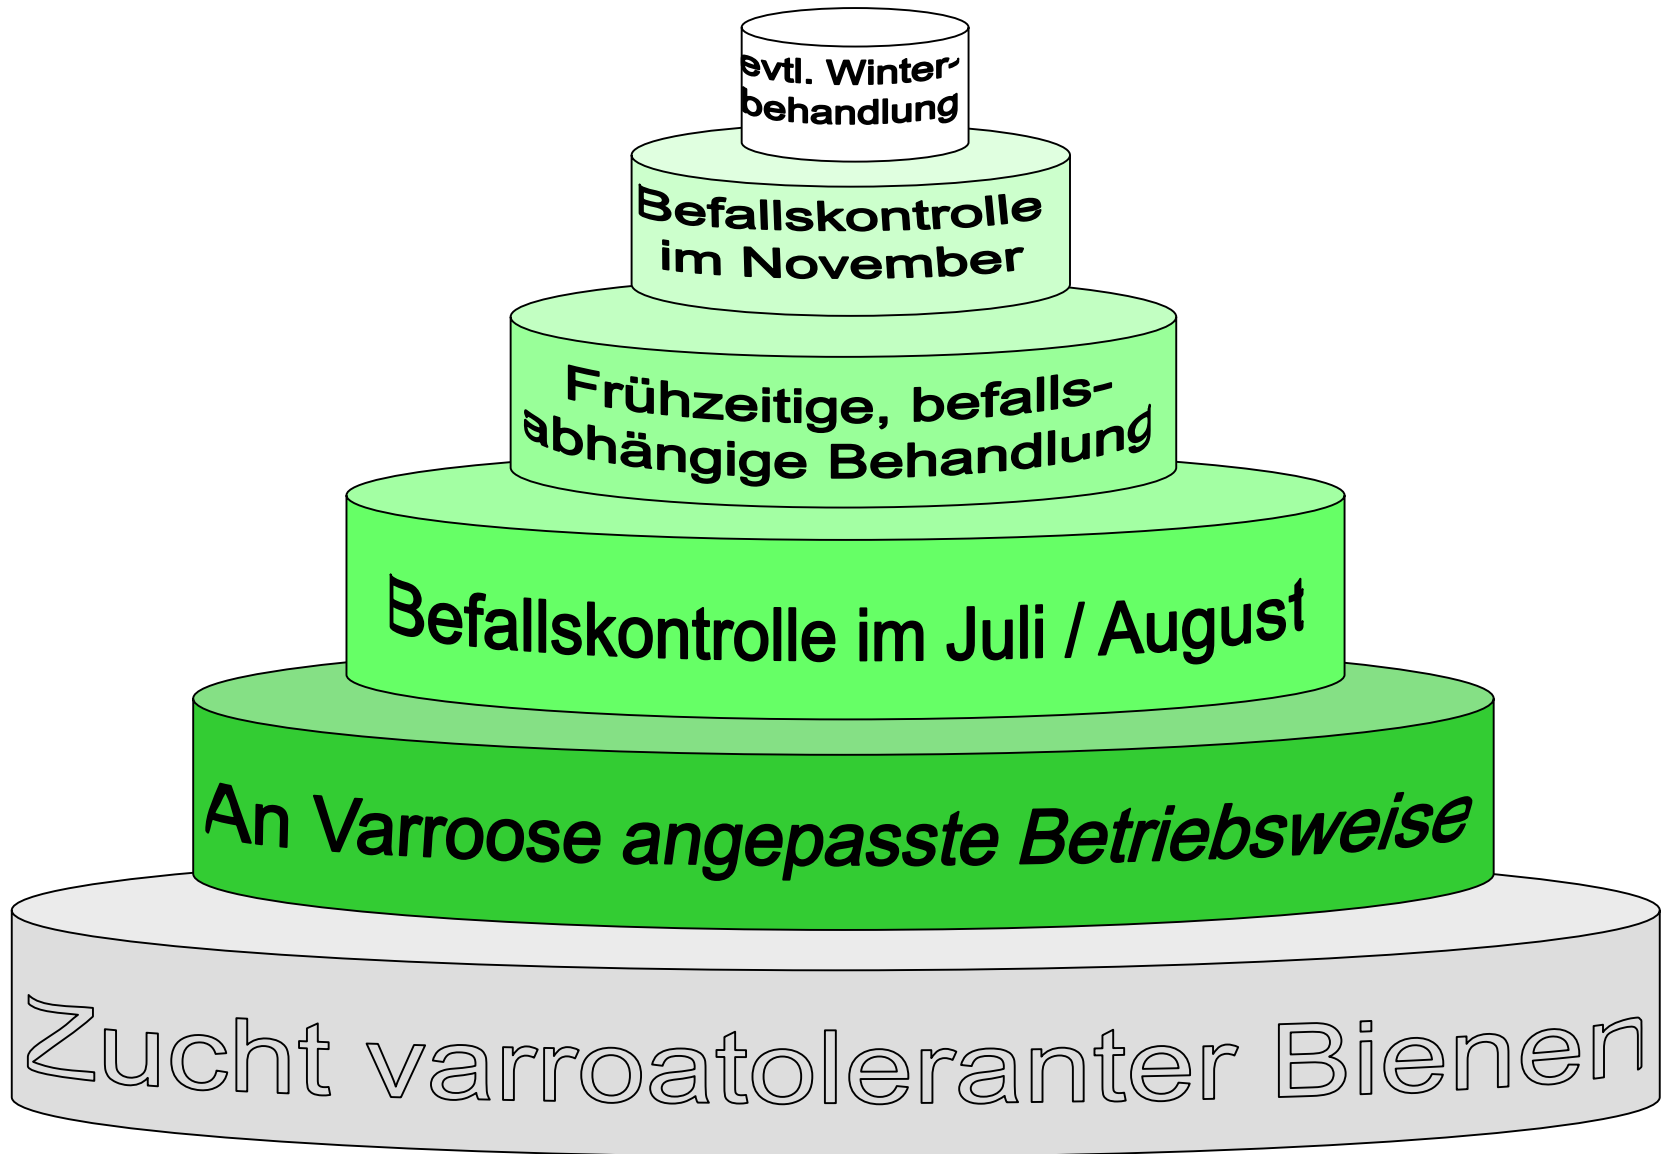 evtl. Winter-
behandlung
Befallskontrolle
im November
Frühzeitige, befalls-
abhängige Behandlung
Befallskontrolle im Juli / August
An Varroose angepasste Betriebsweise
Zucht varroatoleranter Bienen